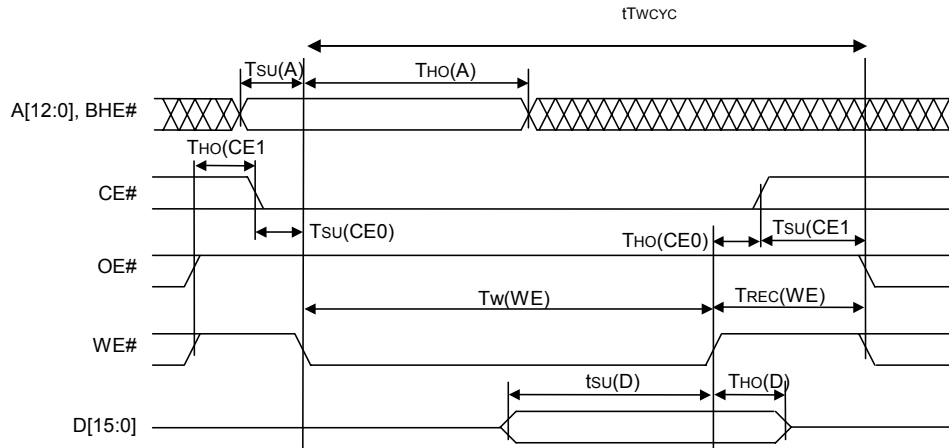 tTWCYC
TSU(A)
THO(A)
A[12:0], BHE#
THO(CE1
CE#
TSU(CE0)
THO(CE0)
TSU(CE1
OE#
TW(WE)
TREC(WE)
WE#
tSU(D)
THO(D)
D[15:0]